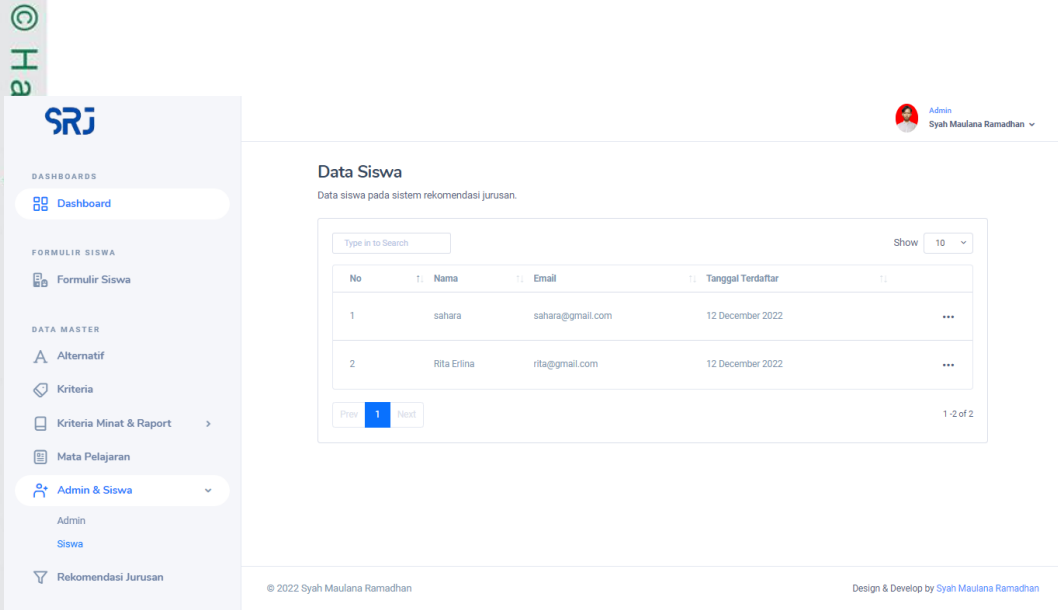 © Ha
SRJ
Admin
Syah Maulana Ramadhan
DASHBOARDS
Dashboard
FORMULIR SISWA
Formulir Siswa
DATA MASTER
Alternatif
Kriteria
Kriteria Minat & Raport
Mata Pelajaran
Admin & Siswa
Admin
Siswa
Rekomendasi Jurusan
Data Siswa
Data siswa pada sistem rekomendasi jurusan.
Type in to Search
Show 10
No Nama Email Tanggal Terdaftar
1 sahara sahara@gmail.com 12 December 2022
2 Rita Erlina rita@gmail.com 12 December 2022
Prev 1 Next
1 -2 of 2
© 2022 Syah Maulana Ramadhan
Design & Develop by Syah Maulana Ramadhan